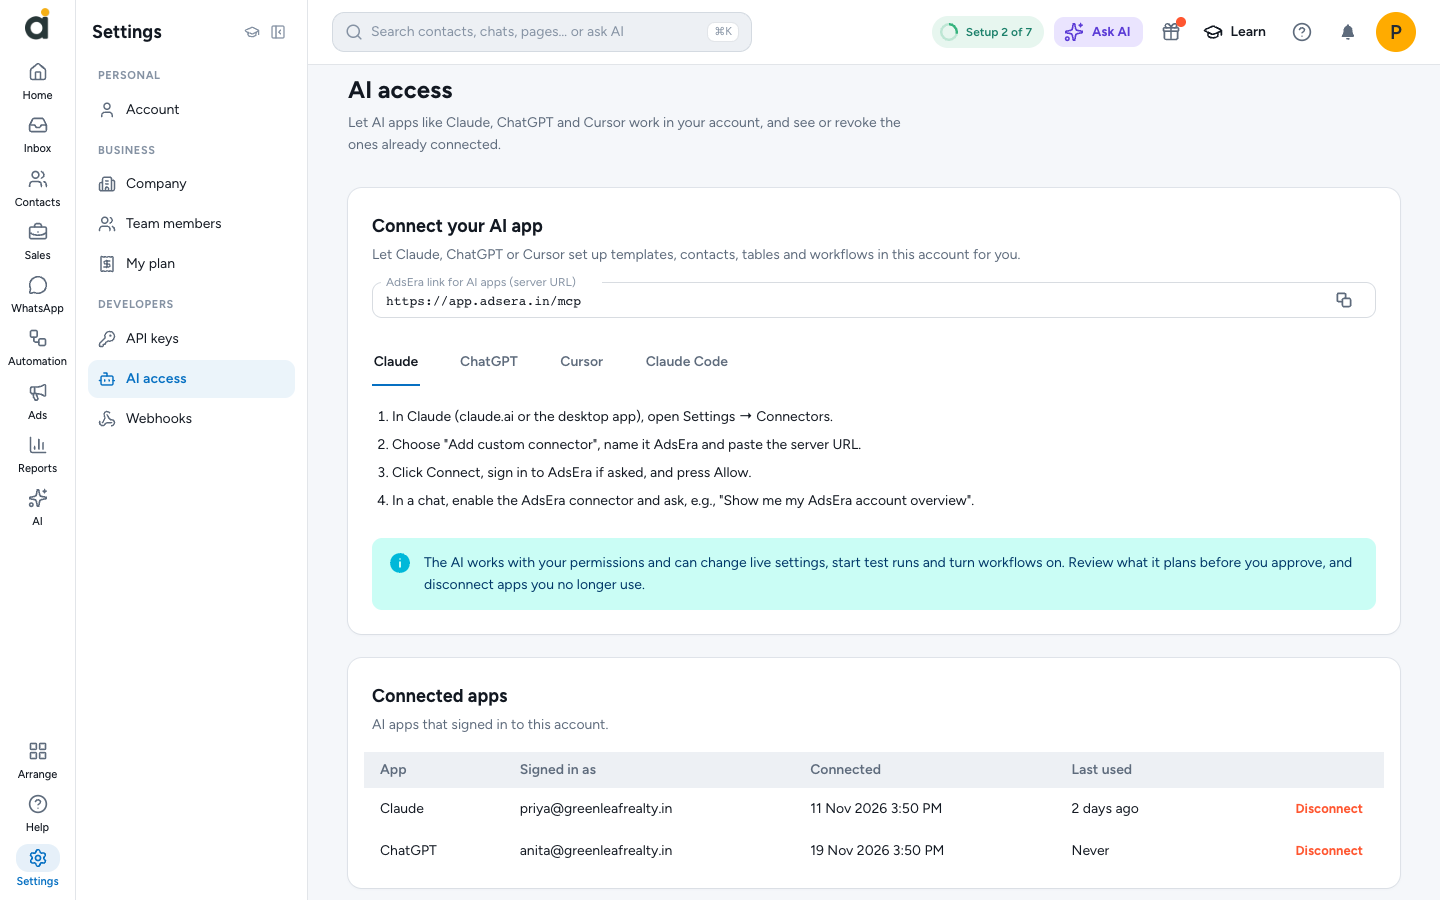 Settings
Search contacts, chats, pages... or ask AI
⌘K
Setup 2 of 7
Ask AI
Learn
P
Home
Inbox
Contacts
Sales
WhatsApp
Automation
Ads
Reports
AI
Arrange
Help
Settings
PERSONAL
Account
BUSINESS
Company
Team members
My plan
DEVELOPERS
API keys
AI access
Webhooks
AI access
Let AI apps like Claude, ChatGPT and Cursor work in your account, and see or revoke the
ones already connected.
Connect your AI app
Let Claude, ChatGPT or Cursor set up templates, contacts, tables and workflows in this account for you.
AdsEra link for AI apps (server URL)
https://app.adsera.in/mcp
Claude ChatGPT Cursor Claude Code
1. In Claude (claude.ai or the desktop app), open Settings → Connectors.
2. Choose "Add custom connector", name it AdsEra and paste the server URL.
3. Click Connect, sign in to AdsEra if asked, and press Allow.
4. In a chat, enable the AdsEra connector and ask, e.g., "Show me my AdsEra account overview".
The AI works with your permissions and can change live settings, start test runs and turn workflows on. Review what it plans before you approve, and
disconnect apps you no longer use.
Connected apps
AI apps that signed in to this account.
App Signed in as Connected Last used
Claude priya@greenleafrealty.in 11 Nov 2026 3:50 PM 2 days ago Disconnect
ChatGPT anita@greenleafrealty.in 19 Nov 2026 3:50 PM Never Disconnect